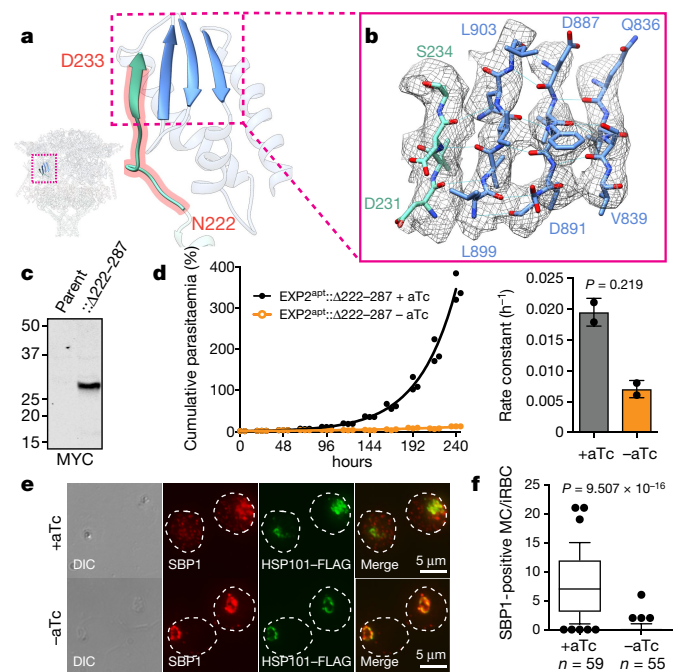 a
D233
N222
b
L903
D887
Q836
S234
D231
L899
D891
V839
c
Parent
::Δ222–287
50
37
25
20
15
MYC
d
Cumulative parasitaemia (%)
400
300
200
100
0
EXP2apt::Δ222–287 + aTc
EXP2apt::Δ222–287 – aTc
0 48 96 144 192 240
hours
Rate constant (h–1)
0.025
0.020
0.015
0.010
0.005
0
P = 0.219
+aTc –aTc
e
+aTc
DIC SBP1 HSP101–FLAG Merge 5 μm
–aTc
DIC SBP1 HSP101–FLAG Merge 5 μm
f
SBP1-positive MC/iRBC
P = 9.507 × 10–16
25
20
15
10
5
0
+aTc –aTc
n = 59 n = 55